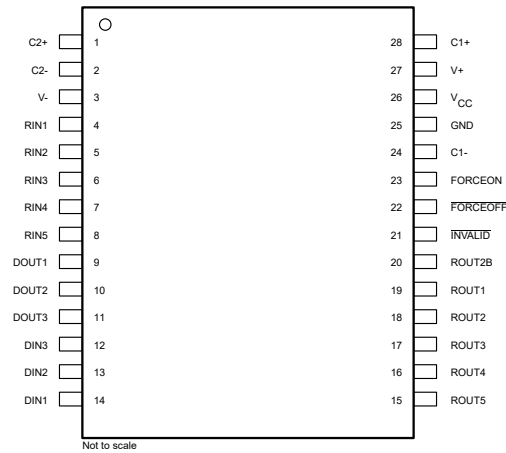 C2+ 1 28 C1+
C2- 2 27 V+
V- 3 26 VCC
RIN1 4 25 GND
RIN2 5 24 C1-
RIN3 6 23 FORCEON
RIN4 7 22 FORCEOFF
RIN5 8 21 INVALID
DOUT1 9 20 ROUT2B
DOUT2 10 19 ROUT1
DOUT3 11 18 ROUT2
DIN3 12 17 ROUT3
DIN2 13 16 ROUT4
DIN1 14 15 ROUT5
Not to scale